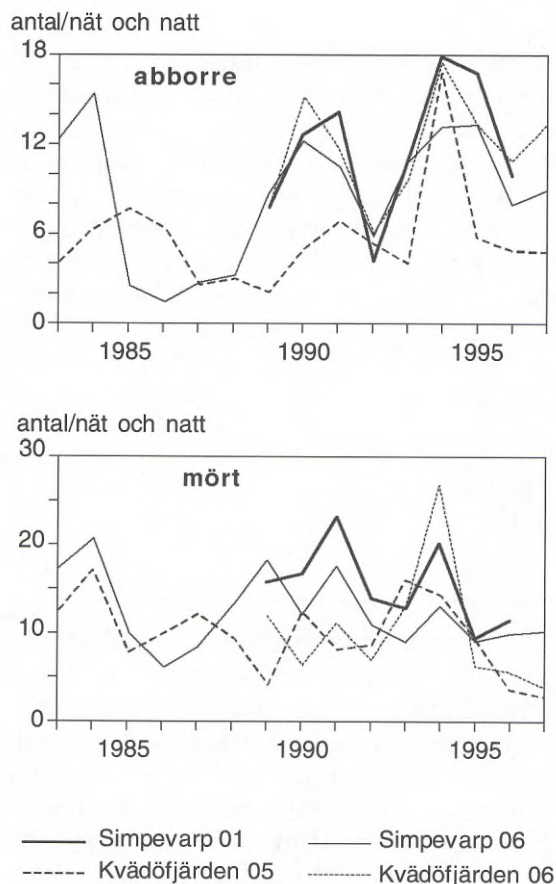 antal/nät och natt
18
abborre
12
6
0
1985 1990 1995
antal/nät och natt
30
mört
20
10
0
1985 1990 1995
Simpevarp 01 Simpevarp 06
Kvädöfjärden 05 Kvädöfjärden 06